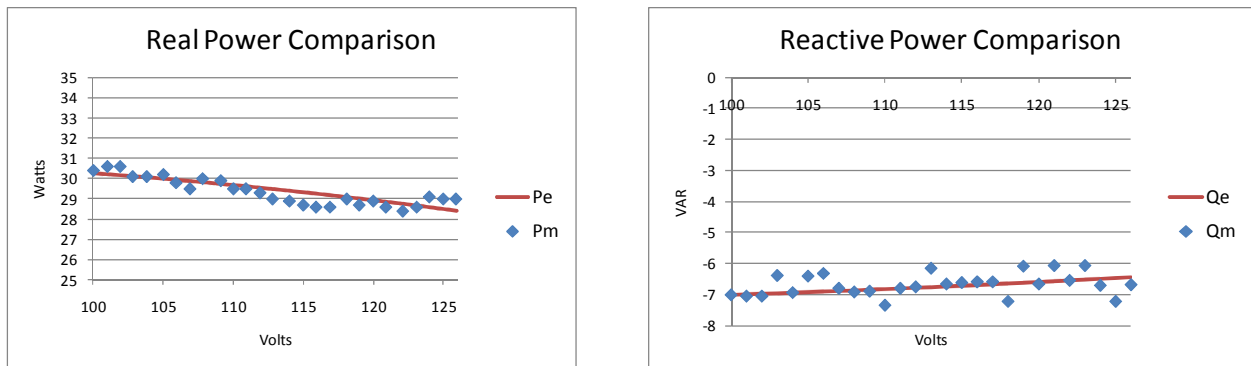 Real Power Comparison
35
34
33
32
31
30
29
28
27
26
25
Watts
100 105 110 115 120 125
Volts
Pe
Pm
Reactive Power Comparison
0
-1
-2
-3
-4
-5
-6
-7
-8
VAR
100 105 110 115 120 125
Volts
Qe
Qm